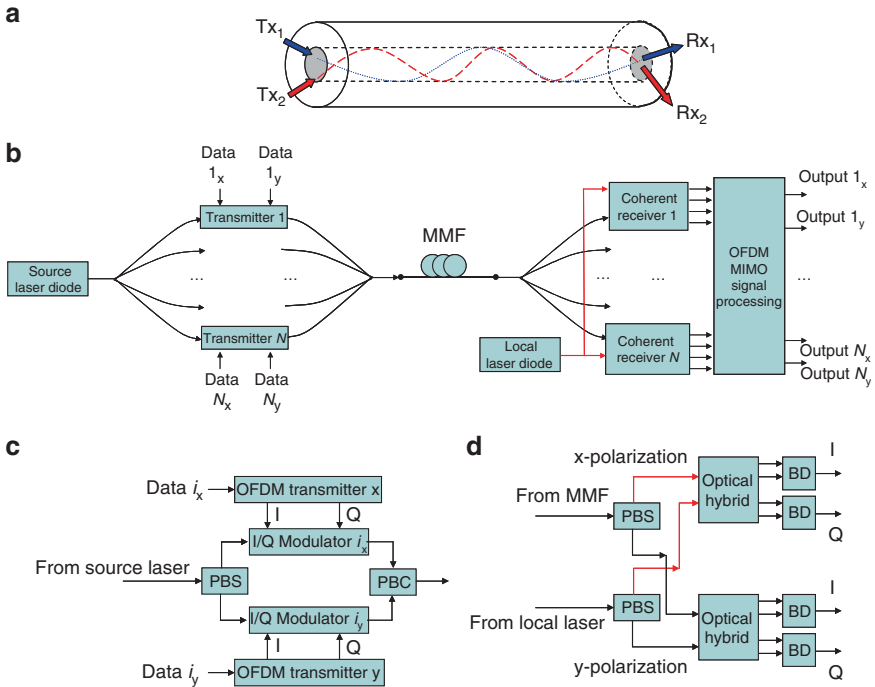 a
Tx1
Tx2
Rx1
Rx2
b
Data
1x
Data
1y
Transmitter 1
Source
laser diode
...
...
Transmitter N
Data
Nx
Data
Ny
MMF
Local
laser diode
Coherent
receiver 1
...
...
Coherent
receiver N
OFDM
MIMO
signal
processing
Output 1x
Output 1y
...
Output Nx
Output Ny
c
Data ix
OFDM transmitter x
I
Q
I/Q Modulator ix
From source laser
PBS
PBC
I/Q Modulator iy
I
Q
Data iy
OFDM transmitter y
d
x-polarization
From MMF
PBS
Optical
hybrid
BD
I
BD
Q
From local laser
PBS
y-polarization
Optical
hybrid
BD
I
BD
Q